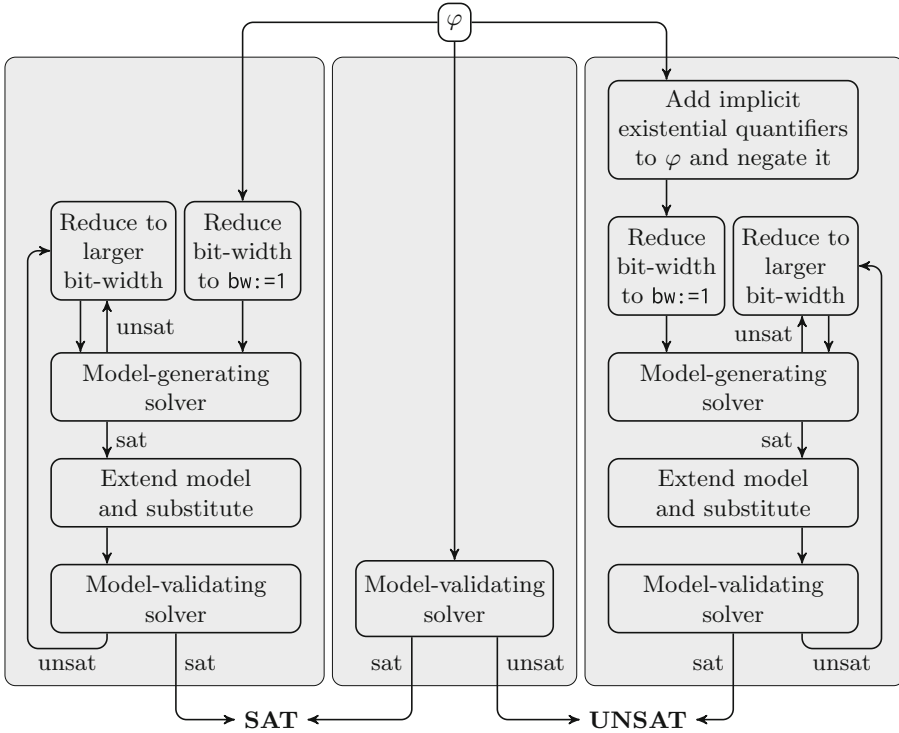 φ
Add implicit
existential quantifiers
to φ and negate it
Reduce to
larger
bit-width
Reduce
bit-width
to bw:=1
Reduce
bit-width
to bw:=1
Reduce to
larger
bit-width
unsat
unsat
Model-generating
solver
Model-generating
solver
sat
sat
Extend model
and substitute
Extend model
and substitute
Model-validating
solver
Model-validating
solver
Model-validating
solver
unsat
sat
sat
unsat
sat
unsat
SAT
UNSAT